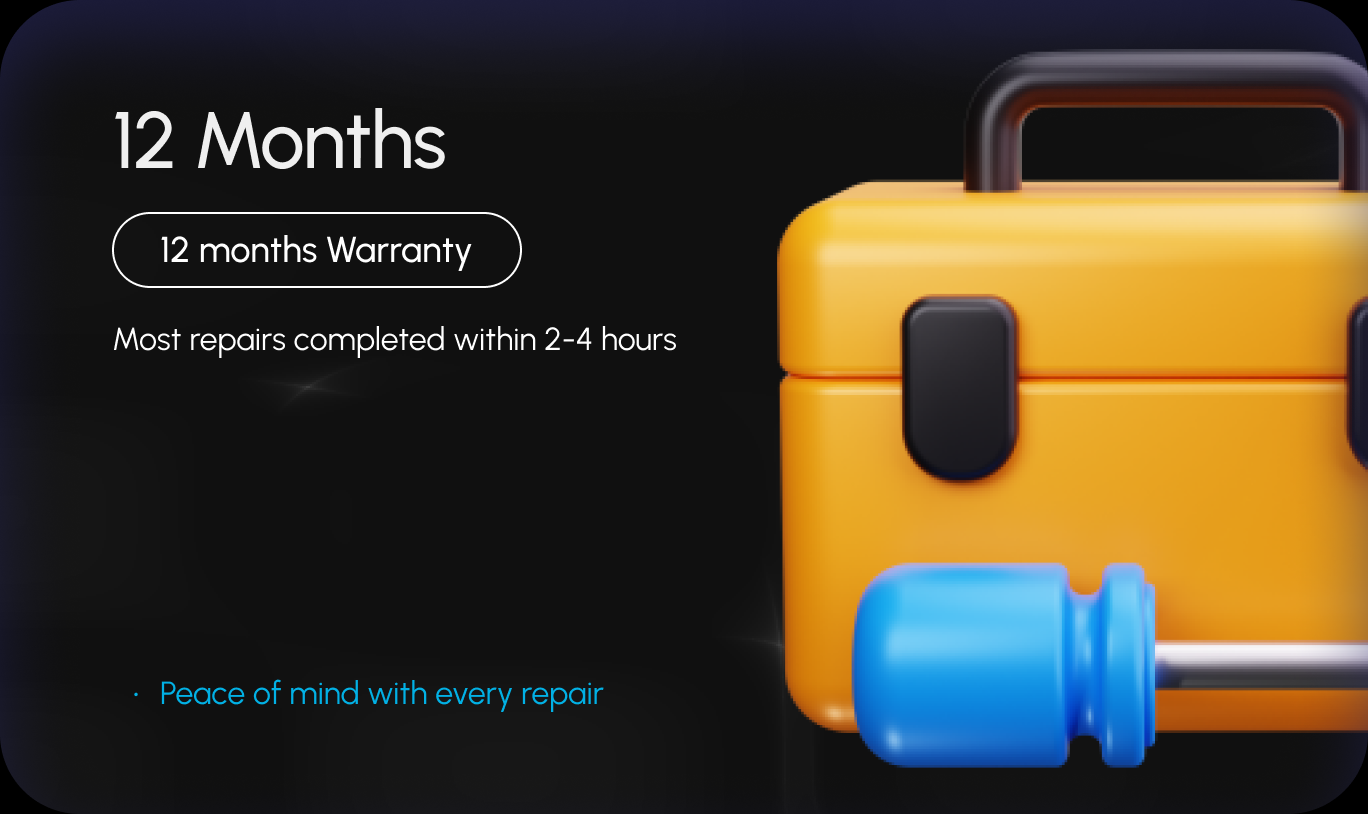 12 Months
12 months Warranty
Most repairs completed within 2-4 hours
· Peace of mind with every repair